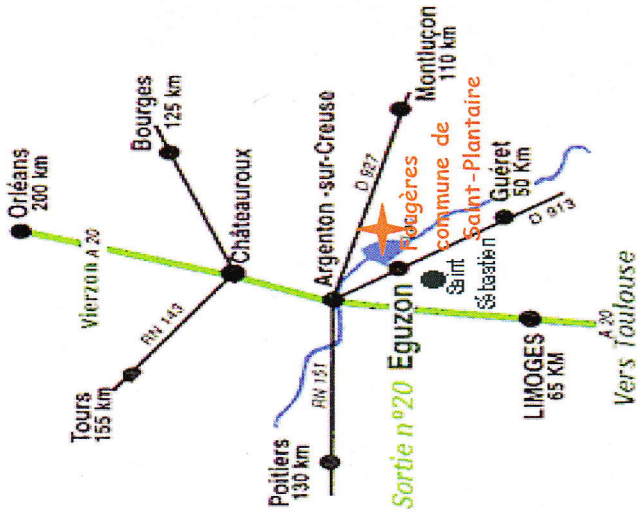 Orléans
200 km
Bourges
125 km
Vierzon A 20
Tours
155 km
RN 143
Châteauroux
Argenton-sur-Creuse
Montluçon
110 km
D 927
Poitiers
130 km
RN 151
Fougères
commune de
Saint-Plantaire
Sortie n°20 Eguzon
Saint
Sébastien
Guéret
50 Km
D 913
LIMOGES
65 KM
A 20
Vers Toulouse